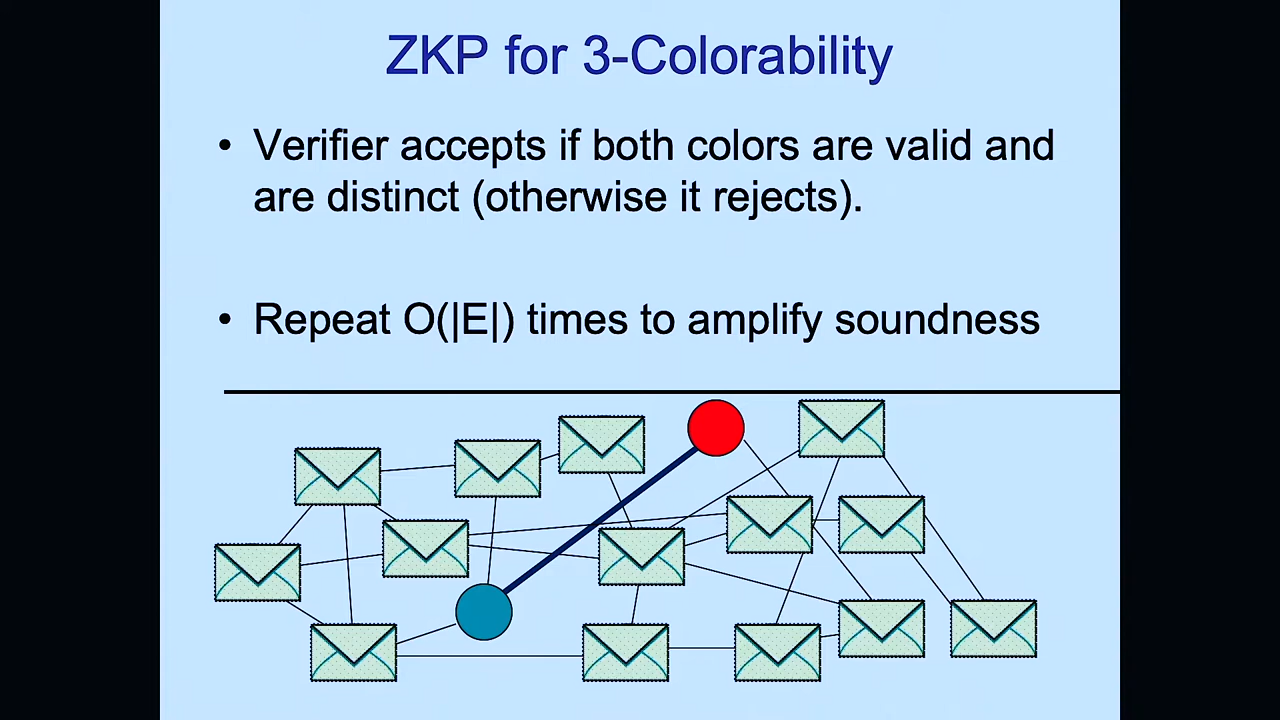 ZKP for 3-Colorability
• Verifier accepts if both colors are valid and
are distinct (otherwise it rejects).
• Repeat O(|E|) times to amplify soundness